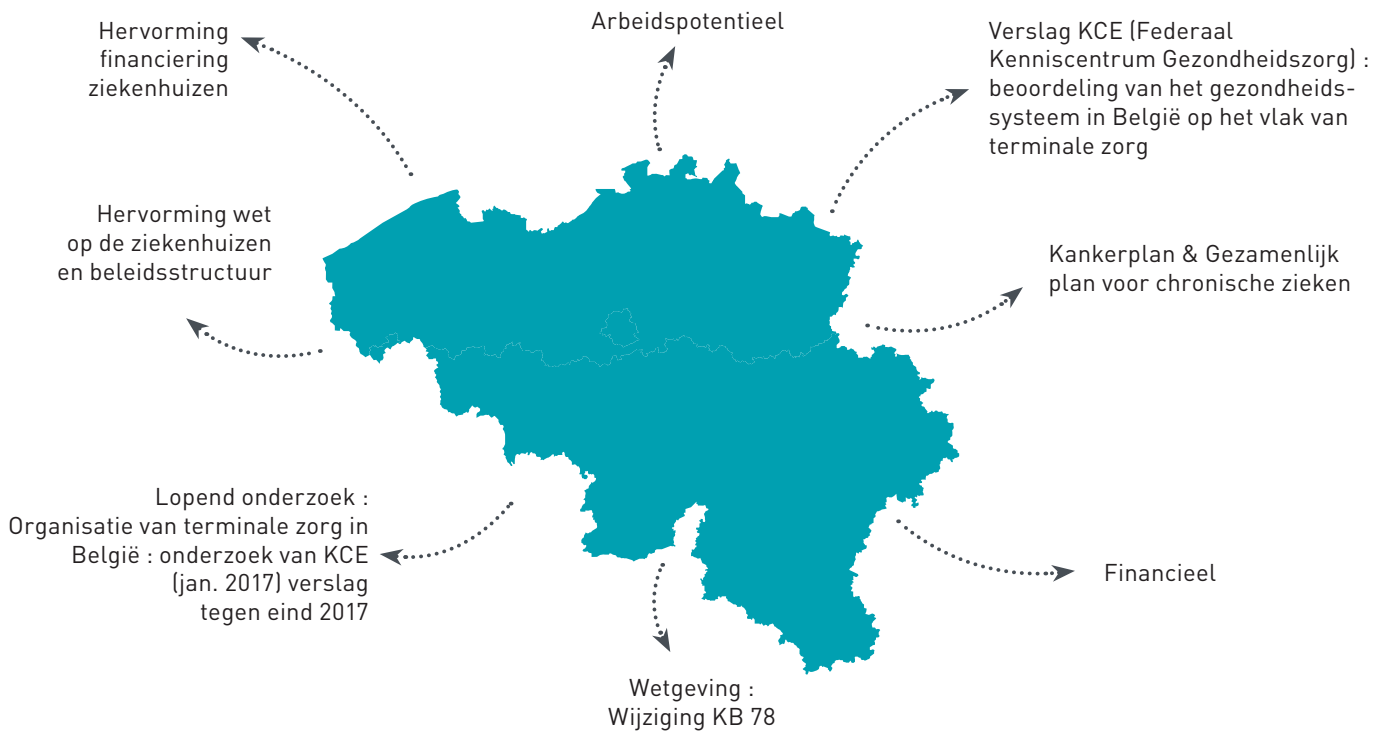 Hervorming
financiering
ziekenhuizen
Arbeidspotentieel
Verslag KCE (Federaal
Kenniscentrum Gezondheidszorg) :
beoordeling van het gezondheids-
systeem in België op het vlak van
terminale zorg
Hervorming wet
op de ziekenhuizen
en beleidsstructuur
Kankerplan & Gezamenlijk
plan voor chronische zieken
Lopend onderzoek :
Organisatie van terminale zorg in
België : onderzoek van KCE
(jan. 2017) verslag
tegen eind 2017
Financieel
Wetgeving :
Wijziging KB 78